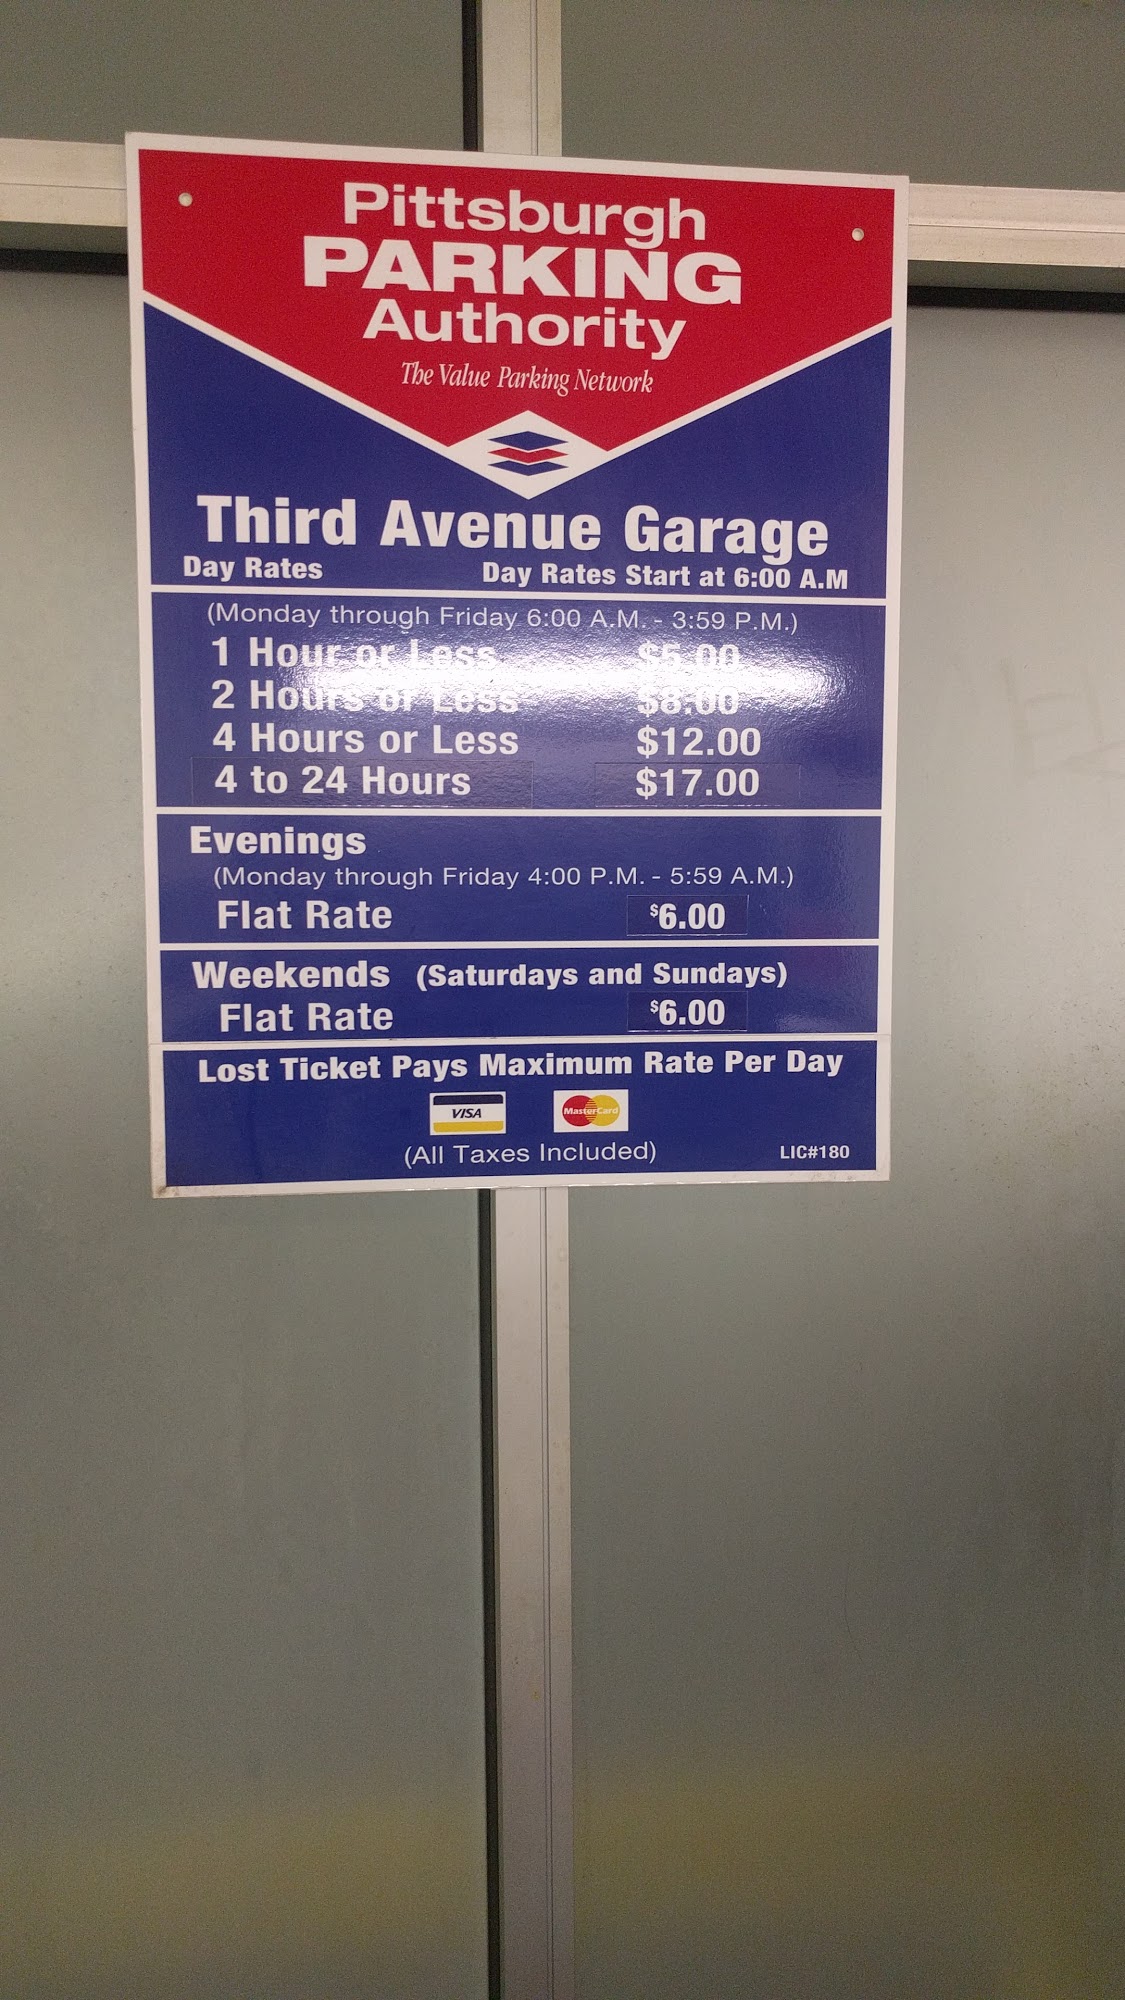 Pittsburgh
PARKING
Authority
The Value Parking Network
Third Avenue Garage
Day Rates Day Rates Start at 6:00 A.M
(Monday through Friday 6:00 A.M. - 3:59 P.M.)
1 Hour or Less $5.00
2 Hours or Less $8.00
4 Hours or Less $12.00
4 to 24 Hours $17.00
Evenings
(Monday through Friday 4:00 P.M. - 5:59 A.M.)
Flat Rate $6.00
Weekends (Saturdays and Sundays)
Flat Rate $6.00
Lost Ticket Pays Maximum Rate Per Day
VISA MasterCard
(All Taxes Included) LIC#180